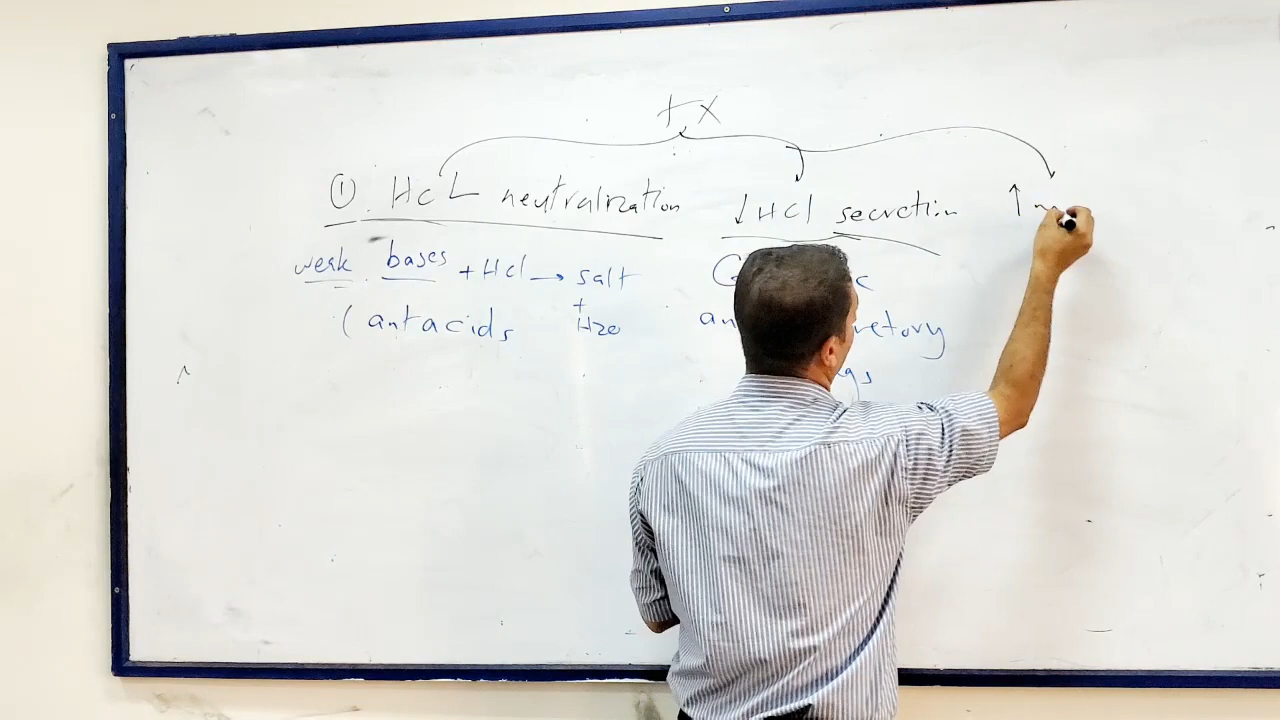 tx
① . HcL neutralization
↓ HCl secretion
↑
weak bases + HCl → salt
+
H2o
(antacids